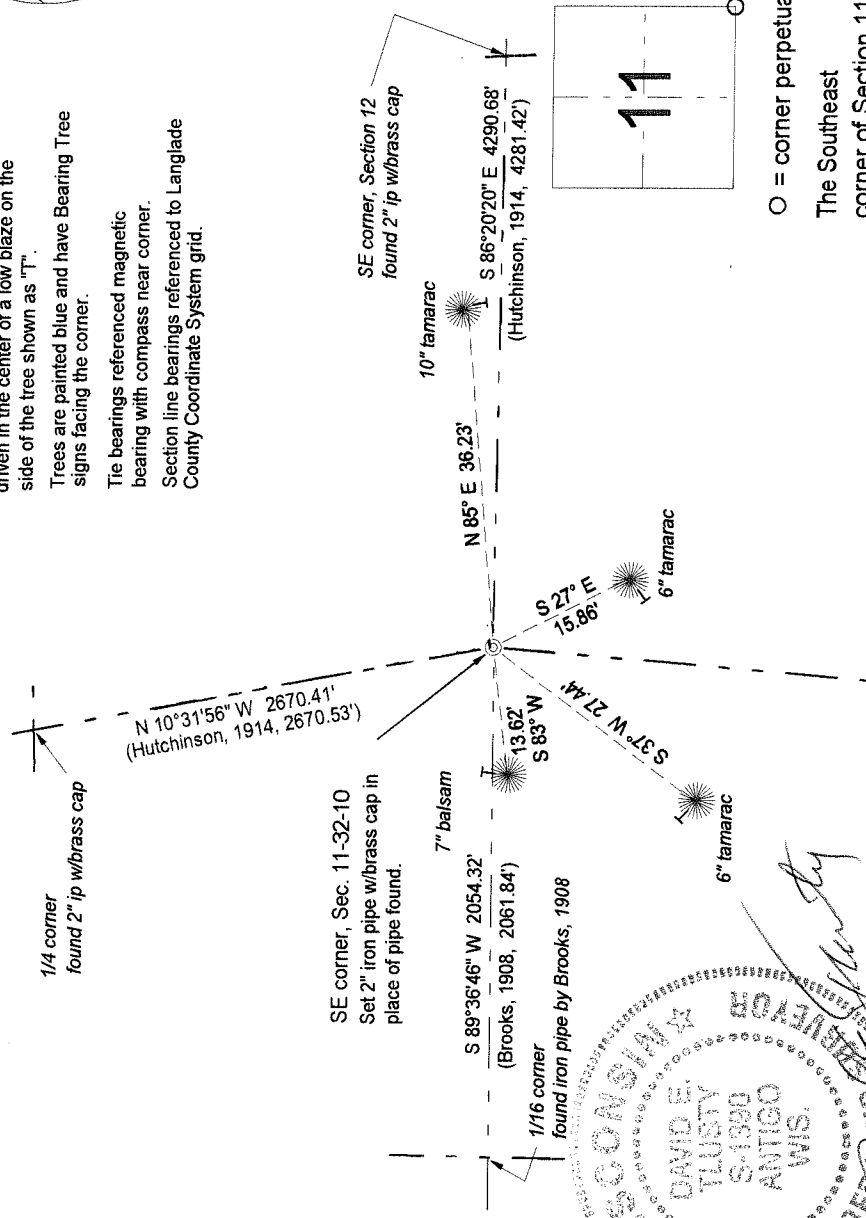 driven in the center of a low blaze on the
side of the tree shown as "T".
Trees are painted blue and have Bearing Tree
signs facing the corner.
Tie bearings referenced magnetic
bearing with compass near corner.
Section line bearings referenced to Langlade
County Coordinate System grid.
1/4 corner
found 2" ip w/brass cap
N 10°31'56" W 2670.41'
(Hutchinson, 1914, 2670.53')
SE corner, Section 12
found 2" ip w/brass cap
SE corner, Sec. 11-32-10
Set 2" iron pipe w/brass cap in
place of pipe found.
10" tamarac
N 85° E 36.23'
S 86°20'20" E 4290.68'
(Hutchinson, 1914, 4281.42')
7" balsam
13.62'
S 83° W
S 27° E
15.86'
6" tamarac
S 37° W 27.44'
6" tamarac
S 89°36'46" W 2054.32'
(Brooks, 1908, 2061.84')
1/16 corner
found iron pipe by Brooks, 1908
11
O = corner perpetua
The Southeast
corner of Section 11
WISCONSIN
DAVID E.
TLUSTY
S-1390
ANTIGO
WIS.
SURVEYOR